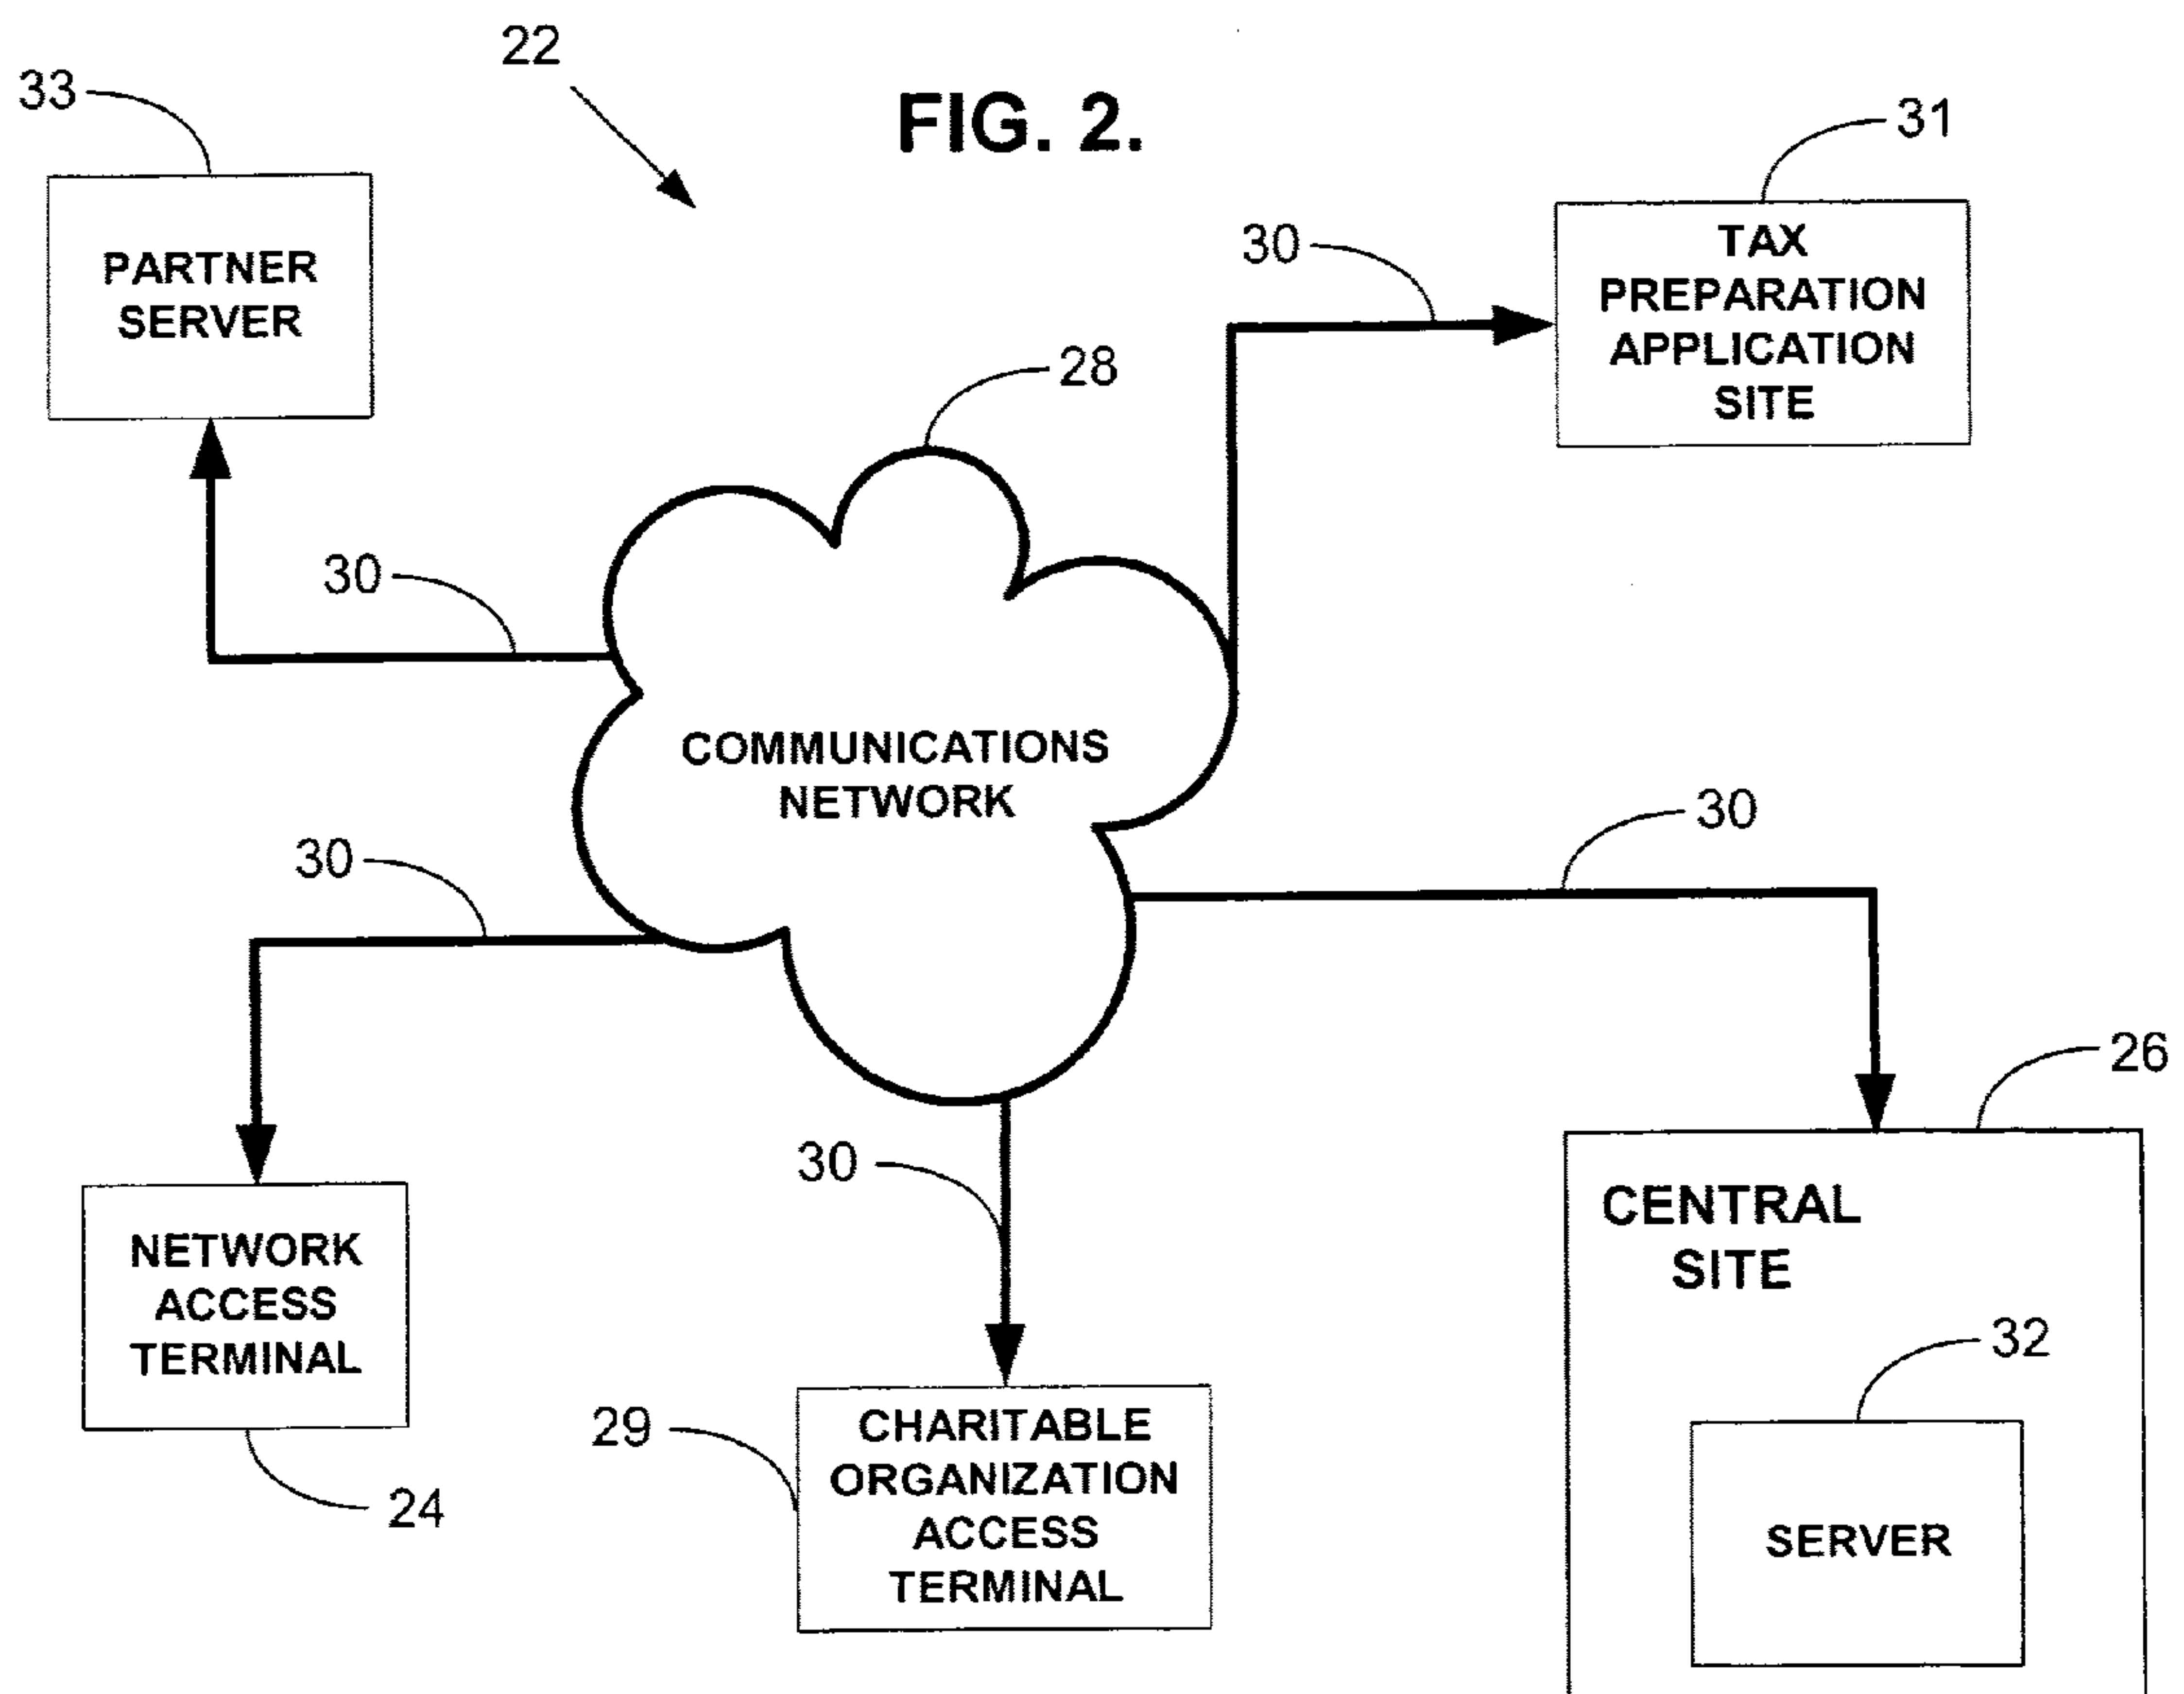 22
FIG. 2.
33
31
PARTNER
SERVER
30
TAX
PREPARATION
APPLICATION
SITE
28
30
COMMUNICATIONS
NETWORK
30
30
26
30
CENTRAL
SITE
NETWORK
ACCESS
TERMINAL
32
29
CHARITABLE
ORGANIZATION
ACCESS
TERMINAL
24
SERVER